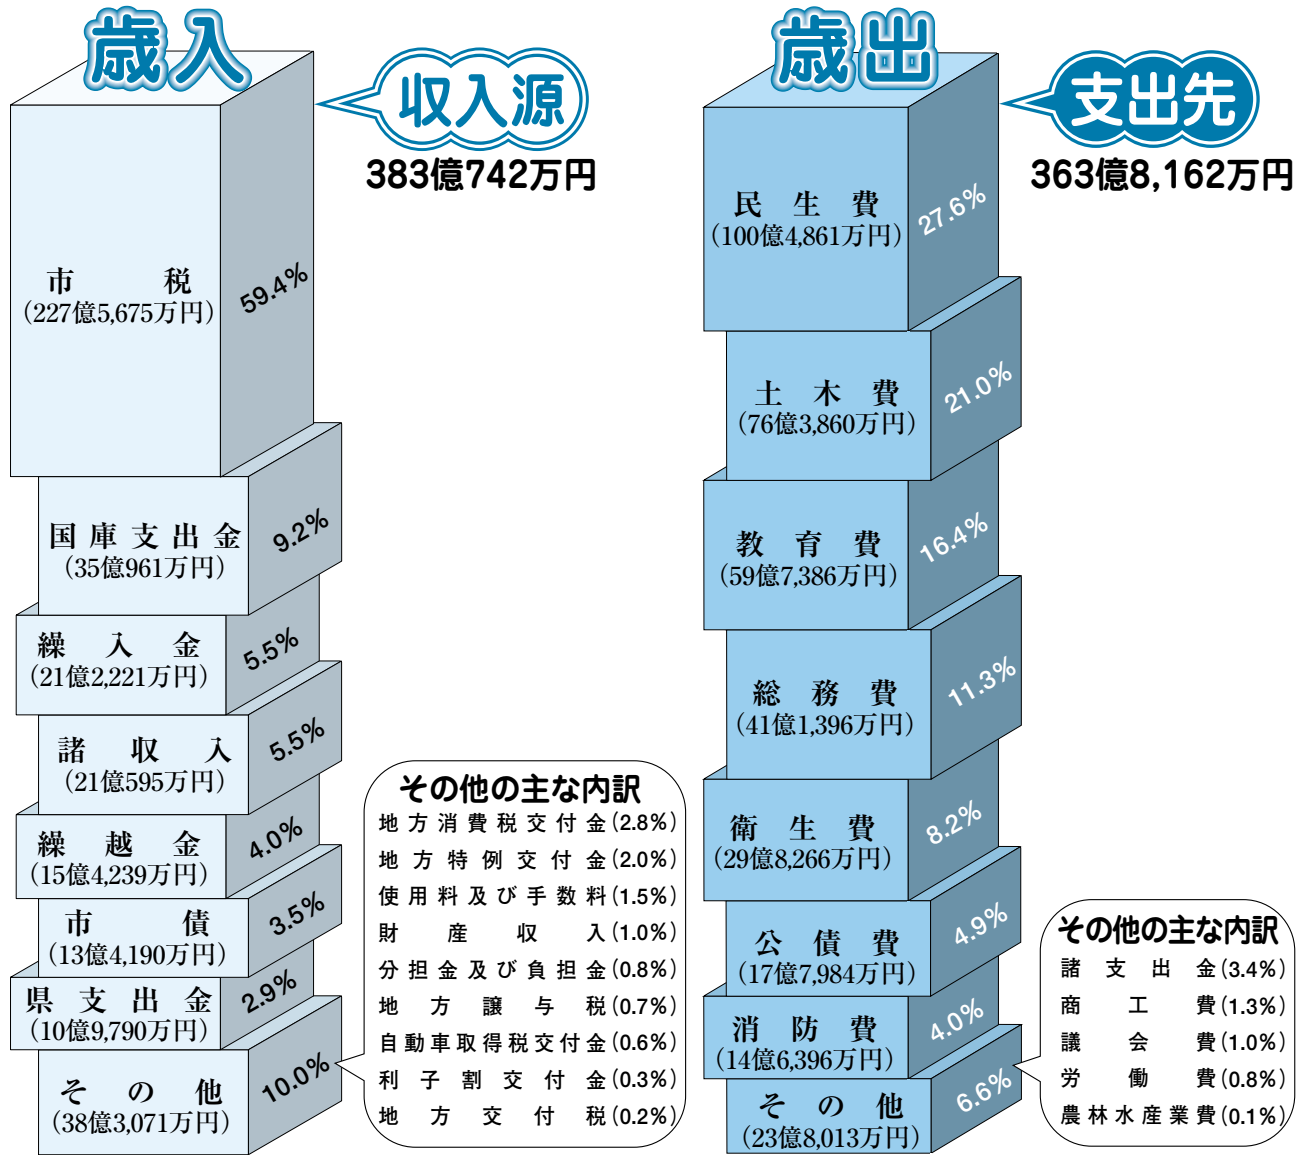 歳入
収入源
383億742万円
市税
(227億5,675万円)
59.4%
国庫支出金
(35億961万円)
9.2%
繰入金
(21億2,221万円)
5.5%
諸収入
(21億595万円)
5.5%
繰越金
(15億4,239万円)
4.0%
市債
(13億4,190万円)
3.5%
県支出金
(10億9,790万円)
2.9%
その他
(38億3,071万円)
10.0%
その他の主な内訳
地方消費税交付金(2.8%)
地方特例交付金(2.0%)
使用料及び手数料(1.5%)
財産収入(1.0%)
分担金及び負担金(0.8%)
地方譲与税(0.7%)
自動車取得税交付金(0.6%)
利子割交付金(0.3%)
地方交付税(0.2%)
歳出
支出先
363億8,162万円
民生費
(100億4,861万円)
27.6%
土木費
(76億3,860万円)
21.0%
教育費
(59億7,386万円)
16.4%
総務費
(41億1,396万円)
11.3%
衛生費
(29億8,266万円)
8.2%
公債費
(17億7,984万円)
4.9%
消防費
(14億6,396万円)
4.0%
その他
(23億8,013万円)
6.6%
その他の主な内訳
諸支出金(3.4%)
商工費(1.3%)
議会費(1.0%)
労働費(0.8%)
農林水産業費(0.1%)